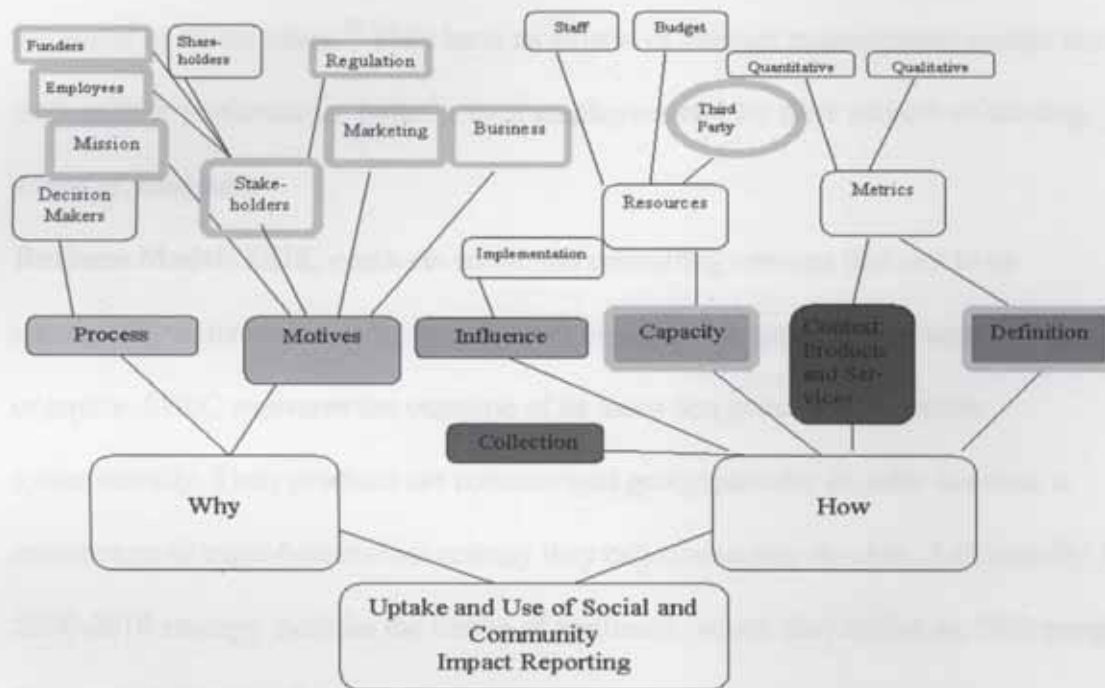 Staff
Budget
Funders
Share-
holders
Regulation
Quantitative
Qualitative
Employees
Third
Party
Mission
Marketing
Business
Decision
Makers
Stake-
holders
Resources
Metrics
Implementation
Process
Motives
Influence
Capacity
Context:
Products
and Ser-
vices
Definition
Collection
Why
How
Uptake and Use of Social and
Community
Impact Reporting